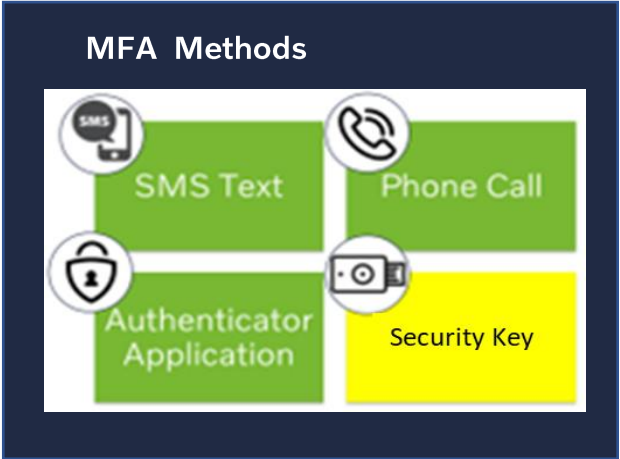 MFA Methods
SMS
SMS Text
Phone Call
Authenticator
Application
Security Key